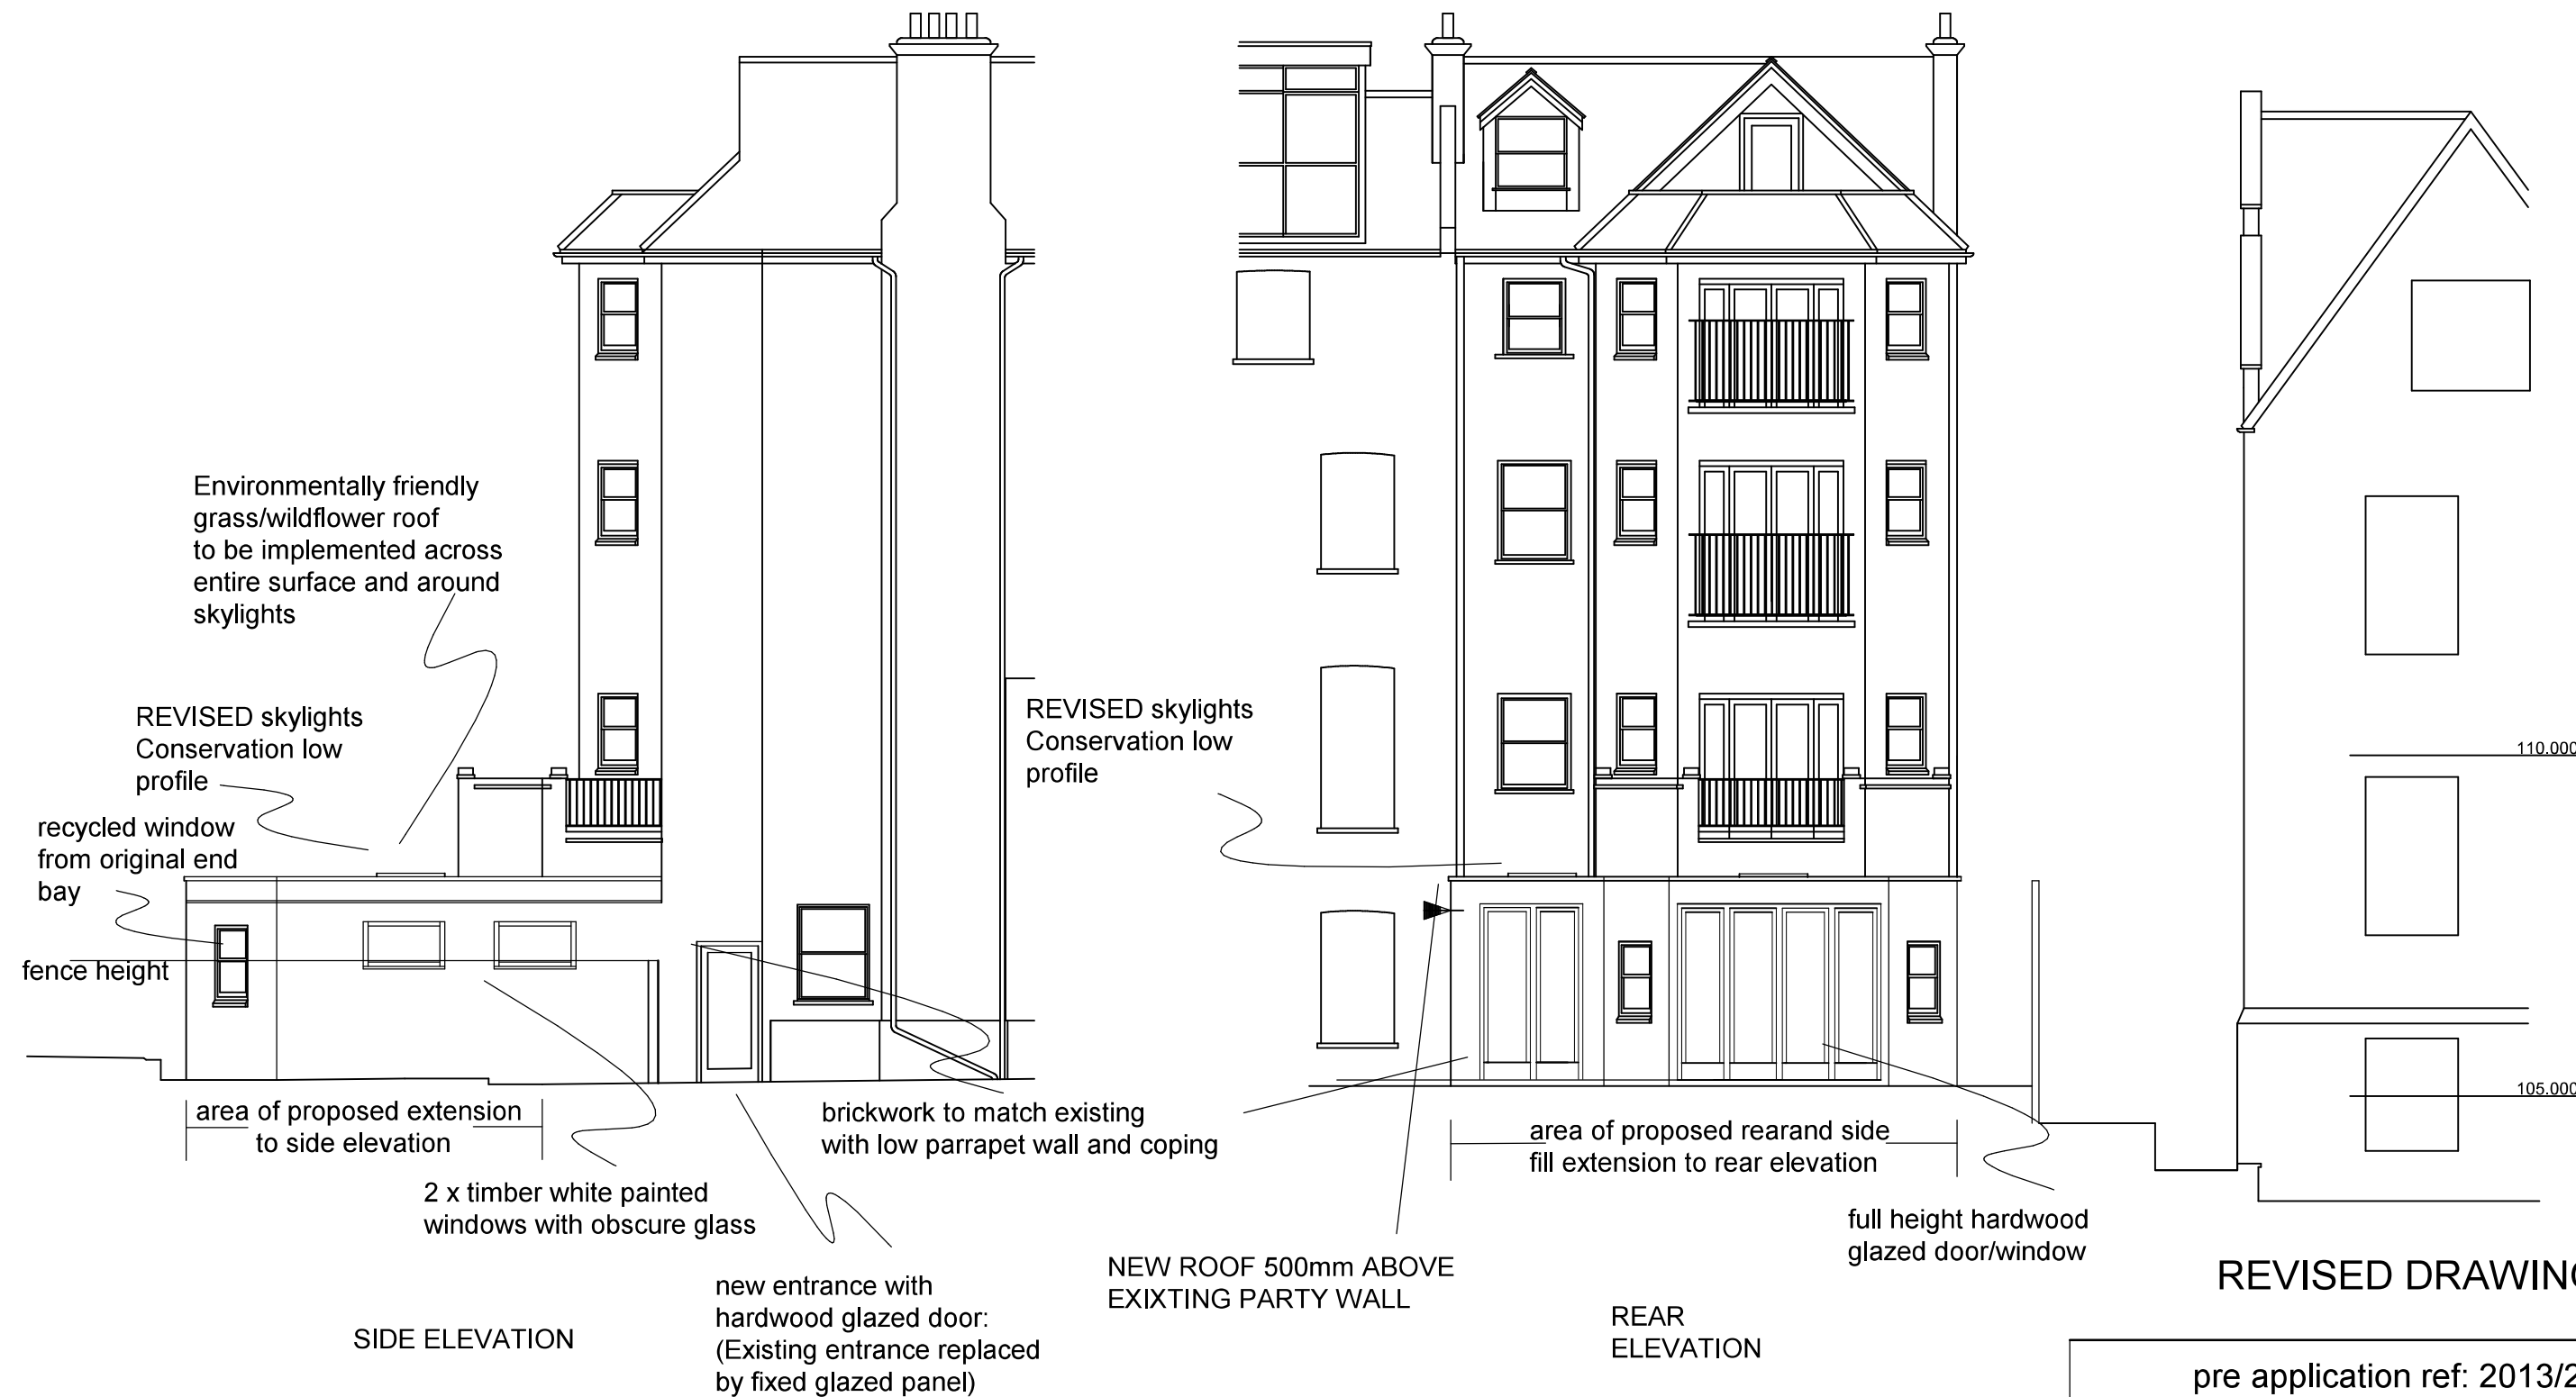 Environmentally friendly
grass/wildflower roof
to be implemented across
entire surface and around
skylights
REVISED skylights
Conservation low
profile
recycled window
from original end
bay
fence height
area of proposed extension
to side elevation
2 x timber white painted
windows with obscure glass
new entrance with
hardwood glazed door:
(Existing entrance replaced
by fixed glazed panel)
SIDE ELEVATION
brickwork to match existing
with low parrapet wall and coping
REVISED skylights
Conservation low
profile
NEW ROOF 500mm ABOVE
EXIXTING PARTY WALL
area of proposed rearand side
fill extension to rear elevation
full height hardwood
glazed door/window
REAR
ELEVATION
110.000
105.000
REVISED DRAWING
pre application ref: 2013/2